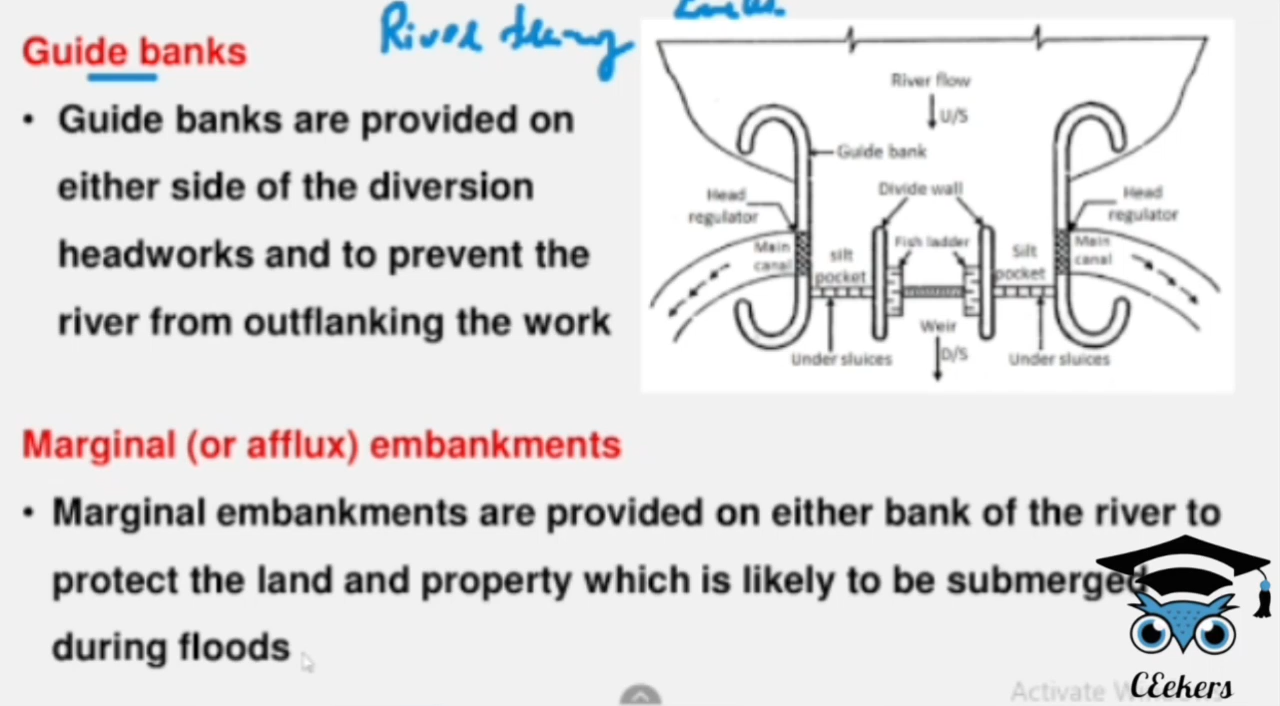 River
Guide banks
• Guide banks are provided on
either side of the diversion
headworks and to prevent the
river from outflanking the work
River flow
U/S
Guide bank
Divide wall
Head
regulator
Head
regulator
Main
canal
silt
pocket
Fish ladder
Silt
pocket
Main
canal
Weir
D/S
Under sluices
Under sluices
Marginal (or afflux) embankments
• Marginal embankments are provided on either bank of the river to
protect the land and property which is likely to be submerged
during floods
Activate
CEekers